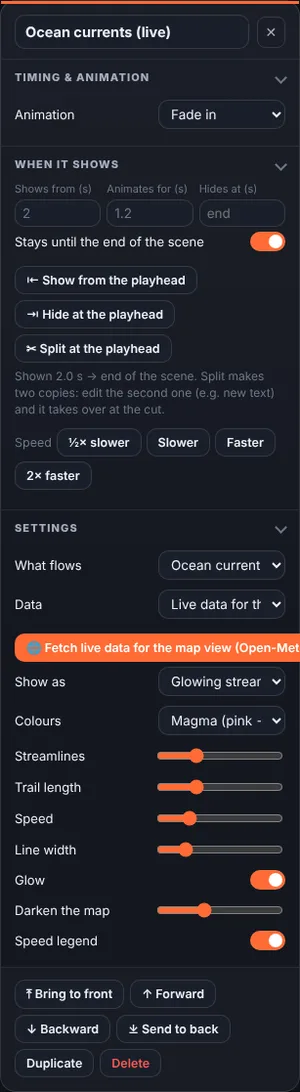 Ocean currents (live) ✕
TIMING & ANIMATION
Animation Fade in
WHEN IT SHOWS
Shows from (s) Animates for (s) Hides at (s)
2 1.2 end
Stays until the end of the scene
⇤ Show from the playhead
⇥ Hide at the playhead
✂ Split at the playhead
Shown 2.0 s → end of the scene. Split makes
two copies: edit the second one (e.g. new text)
and it takes over at the cut.
Speed ½× slower Slower Faster
2× faster
SETTINGS
What flows Ocean current
Data Live data for th
🌐 Fetch live data for the map view (Open-Met
Show as Glowing strear
Colours Magma (pink -
Streamlines
Trail length
Speed
Line width
Glow
Darken the map
Speed legend
⤒ Bring to front ↑ Forward
↓ Backward ⤓ Send to back
Duplicate Delete